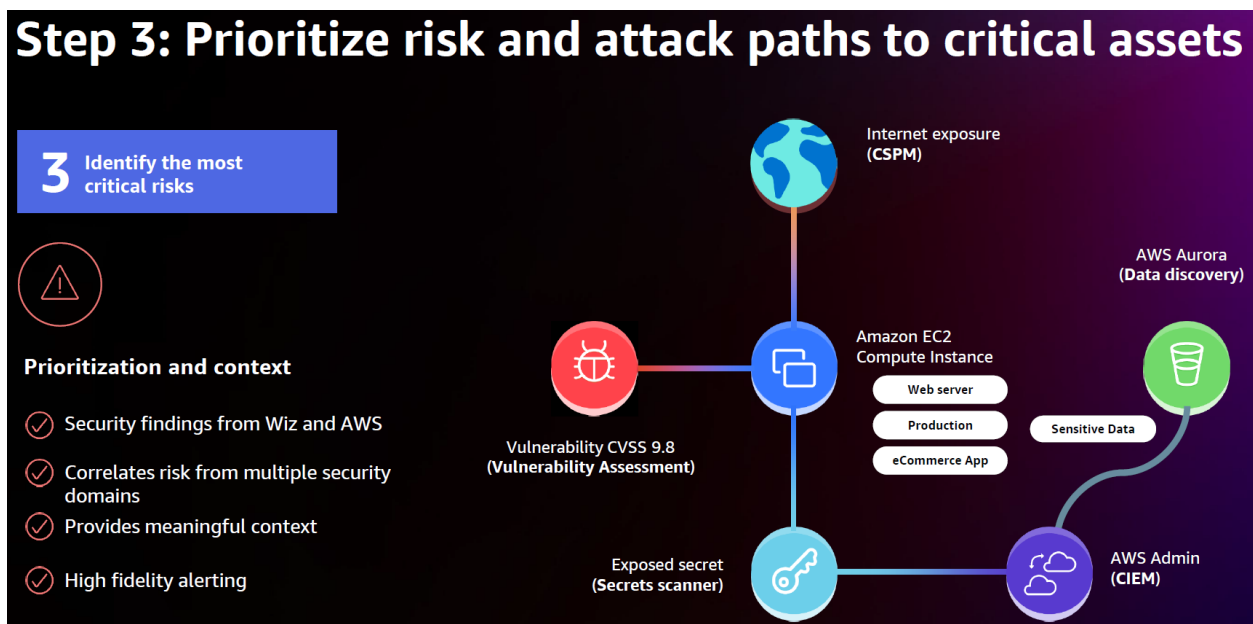 Step 3: Prioritize risk and attack paths to critical assets
3
Identify the most
critical risks
Prioritization and context
Security findings from Wiz and AWS
Correlates risk from multiple security
domains
Provides meaningful context
High fidelity alerting
Internet exposure
(CSPM)
AWS Aurora
(Data discovery)
Amazon EC2
Compute Instance
Web server
Production
eCommerce App
Sensitive Data
Vulnerability CVSS 9.8
(Vulnerability Assessment)
Exposed secret
(Secrets scanner)
AWS Admin
(CIEM)